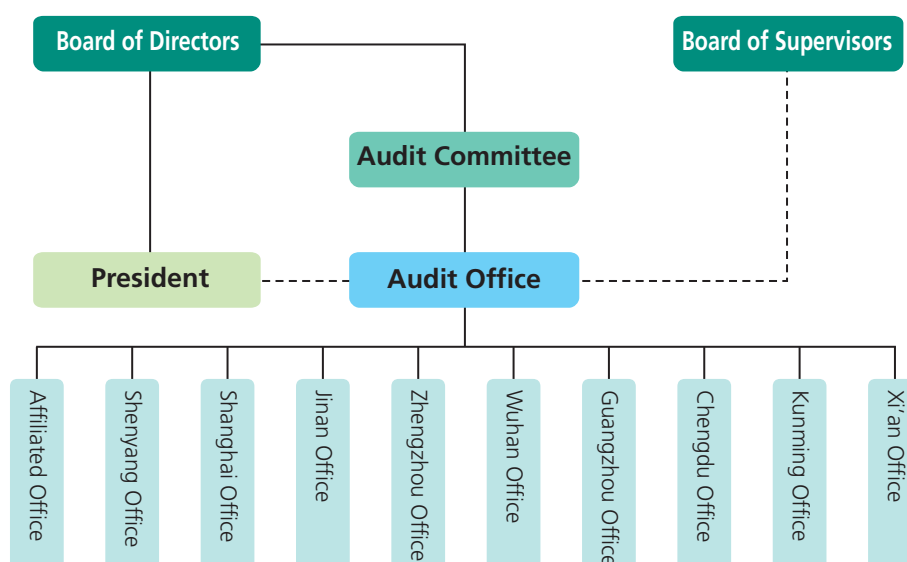 Board of Directors
Board of Supervisors
Audit Committee
President
Audit Office
Affiliated Office
Shenyang Office
Shanghai Office
Jinan Office
Zhengzhou Office
Wuhan Office
Guangzhou Office
Chengdu Office
Kunming Office
Xi’an Office